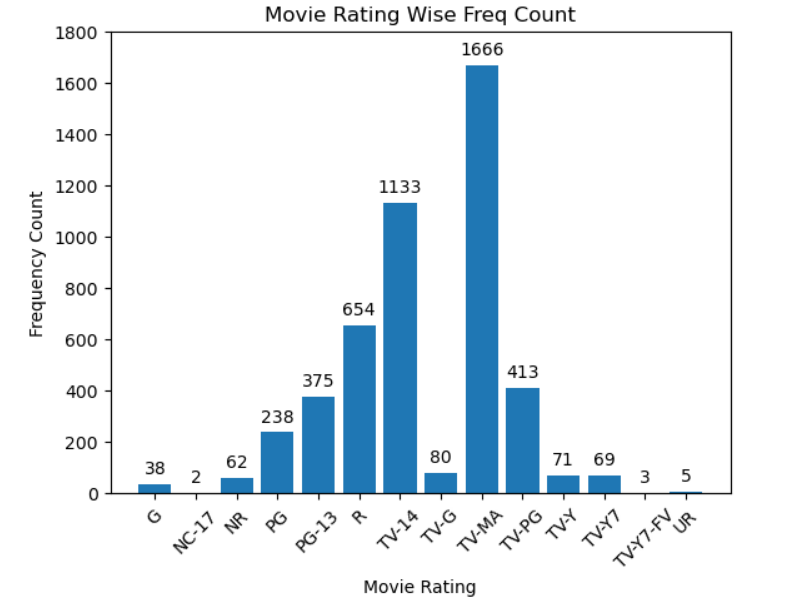 Movie Rating Wise Freq Count
1800
1600
1400
1200
1000
800
600
400
200
0
Frequency Count
38
2
62
238
375
654
1133
80
1666
413
71
69
3
5
G
NC-17
NR
PG
PG-13
R
TV-14
TV-G
TV-MA
TV-PG
TV-Y
TV-Y7
TV-Y7-FV
UR
Movie Rating